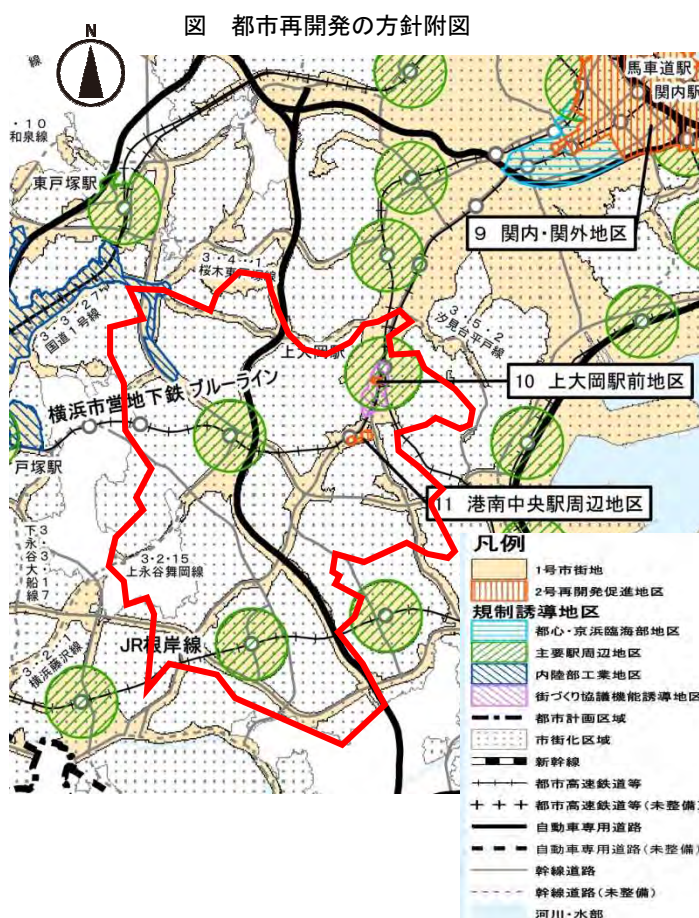 図 都市再開発の方針附図
N
線
馬車道駅
関内駅
・10
和泉線
東戸塚駅
9 関内・関外地区
3・3・2
国道1号線
3・5・2
汐見台平戸線
上大岡駅
10 上大岡駅前地区
横浜市営地下鉄 ブルーライン
戸塚駅
11 港南中央駅周辺地区
3・3・17
下永谷大船線
3・2・15
上永谷舞岡線
JR根岸線
3・2・1
横浜藤沢線
凡例
1号市街地
2号再開発促進地区
規制誘導地区
都心・京浜臨海部地区
主要駅周辺地区
内陸部工業地区
街づくり協議機能誘導地区
都市計画区域
市街化区域
新幹線
都市高速鉄道等
都市高速鉄道等(未整備)
自動車専用道路
自動車専用道路(未整備)
幹線道路
幹線道路(未整備)
河川・水部